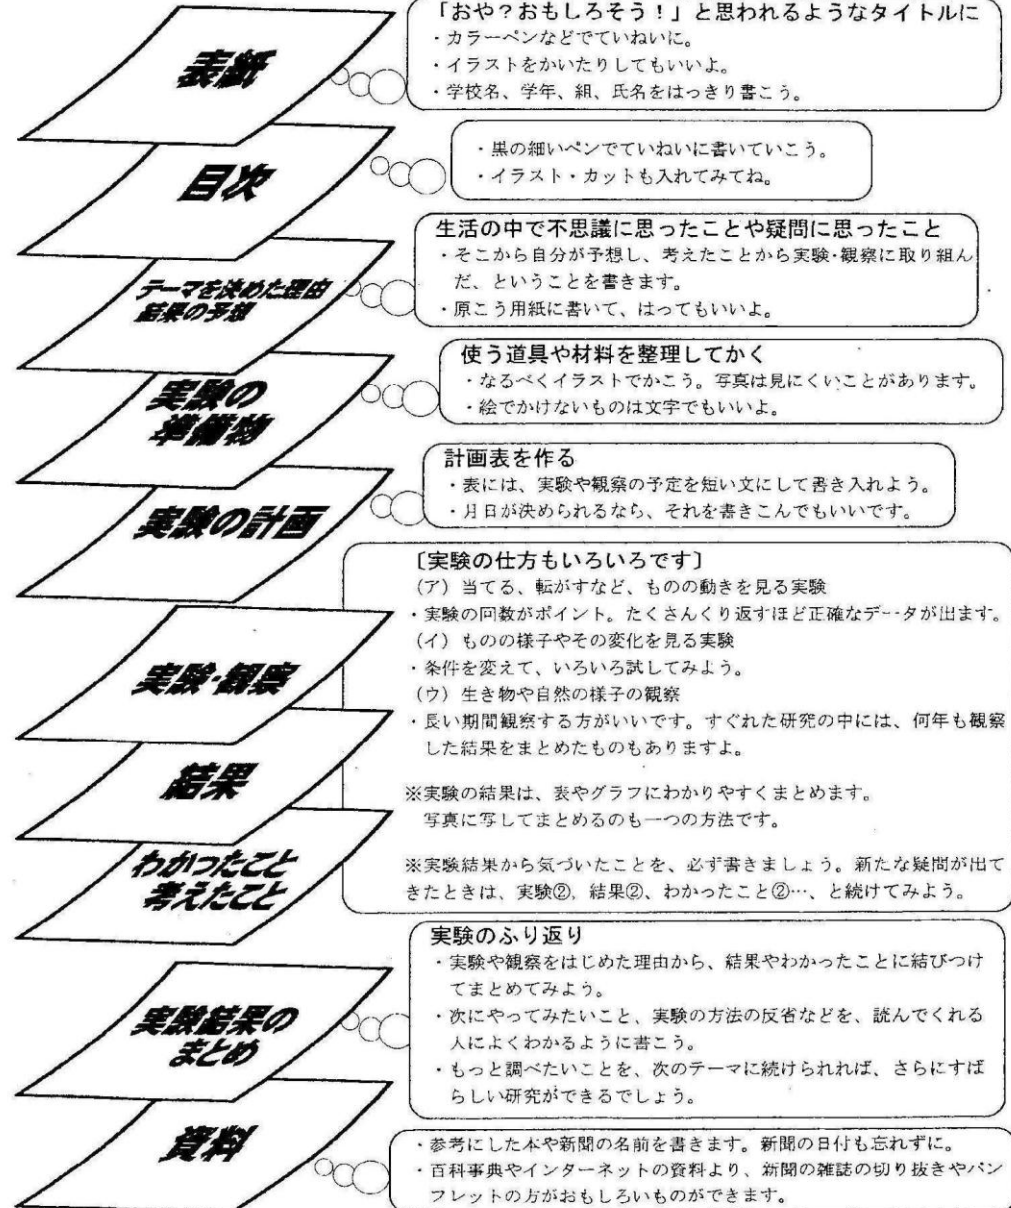 表紙
「おや？おもしろそう！」と思われるようなタイトルに
・カラーペンなどでていねいに。
・イラストをかいたりしてもいいよ。
・学校名、学年、組、氏名をはっきり書こう。
目次
・黒の細いペンでていねいに書いていこう。
・イラスト・カットも入れてみてね。
テーマを決めた理由
結果の予想
生活の中で不思議に思ったことや疑問に思ったこと
・そこから自分が予想し、考えたことから実験・観察に取り組ん
だ、ということを書きます。
・原こう用紙に書いて、はってもいいよ。
実験の
準備物
使う道具や材料を整理してかく
・なるべくイラストでかこう。写真は見にくいことがあります。
・絵でかけないものは文字でもいいよ。
実験の計画
計画表を作る
・表には、実験や観察の予定を短い文にして書き入れよう。
・月日が決められるなら、それを書きこんでもいいです。
実験・観察
結果
わかったこと
考えたこと
〔実験の仕方もいろいろです〕
（ア）当てる、転がすなど、ものの動きを見る実験
・実験の回数がポイント。たくさんくり返すほど正確なデータが出ます。
（イ）ものの様子やその変化を見る実験
・条件を変えて、いろいろ試してみよう。
（ウ）生き物や自然の様子の観察
・長い期間観察する方がいいです。すぐれた研究の中には、何年も観察
した結果をまとめたものもありますよ。
※実験の結果は、表やグラフにわかりやすくまとめます。
写真に写してまとめるのも一つの方法です。
※実験結果から気づいたことを、必ず書きましょう。新たな疑問が出て
きたときは、実験②，結果②、わかったこと②…、と続けてみよう。
実験結果の
まとめ
実験のふり返り
・実験や観察をはじめた理由から、結果やわかったことに結びつけ
てまとめてみよう。
・次にやってみたいこと、実験の方法の反省などを、読んでくれる
人によくわかるように書こう。
・もっと調べたいことを、次のテーマに続けられれば、さらにすば
らしい研究ができるでしょう。
資料
・参考にした本や新聞の名前を書きます。新聞の日付も忘れずに。
・百科事典やインターネットの資料より、新聞の雑誌の切り抜きやパン
フレットの方がおもしろいものができます。